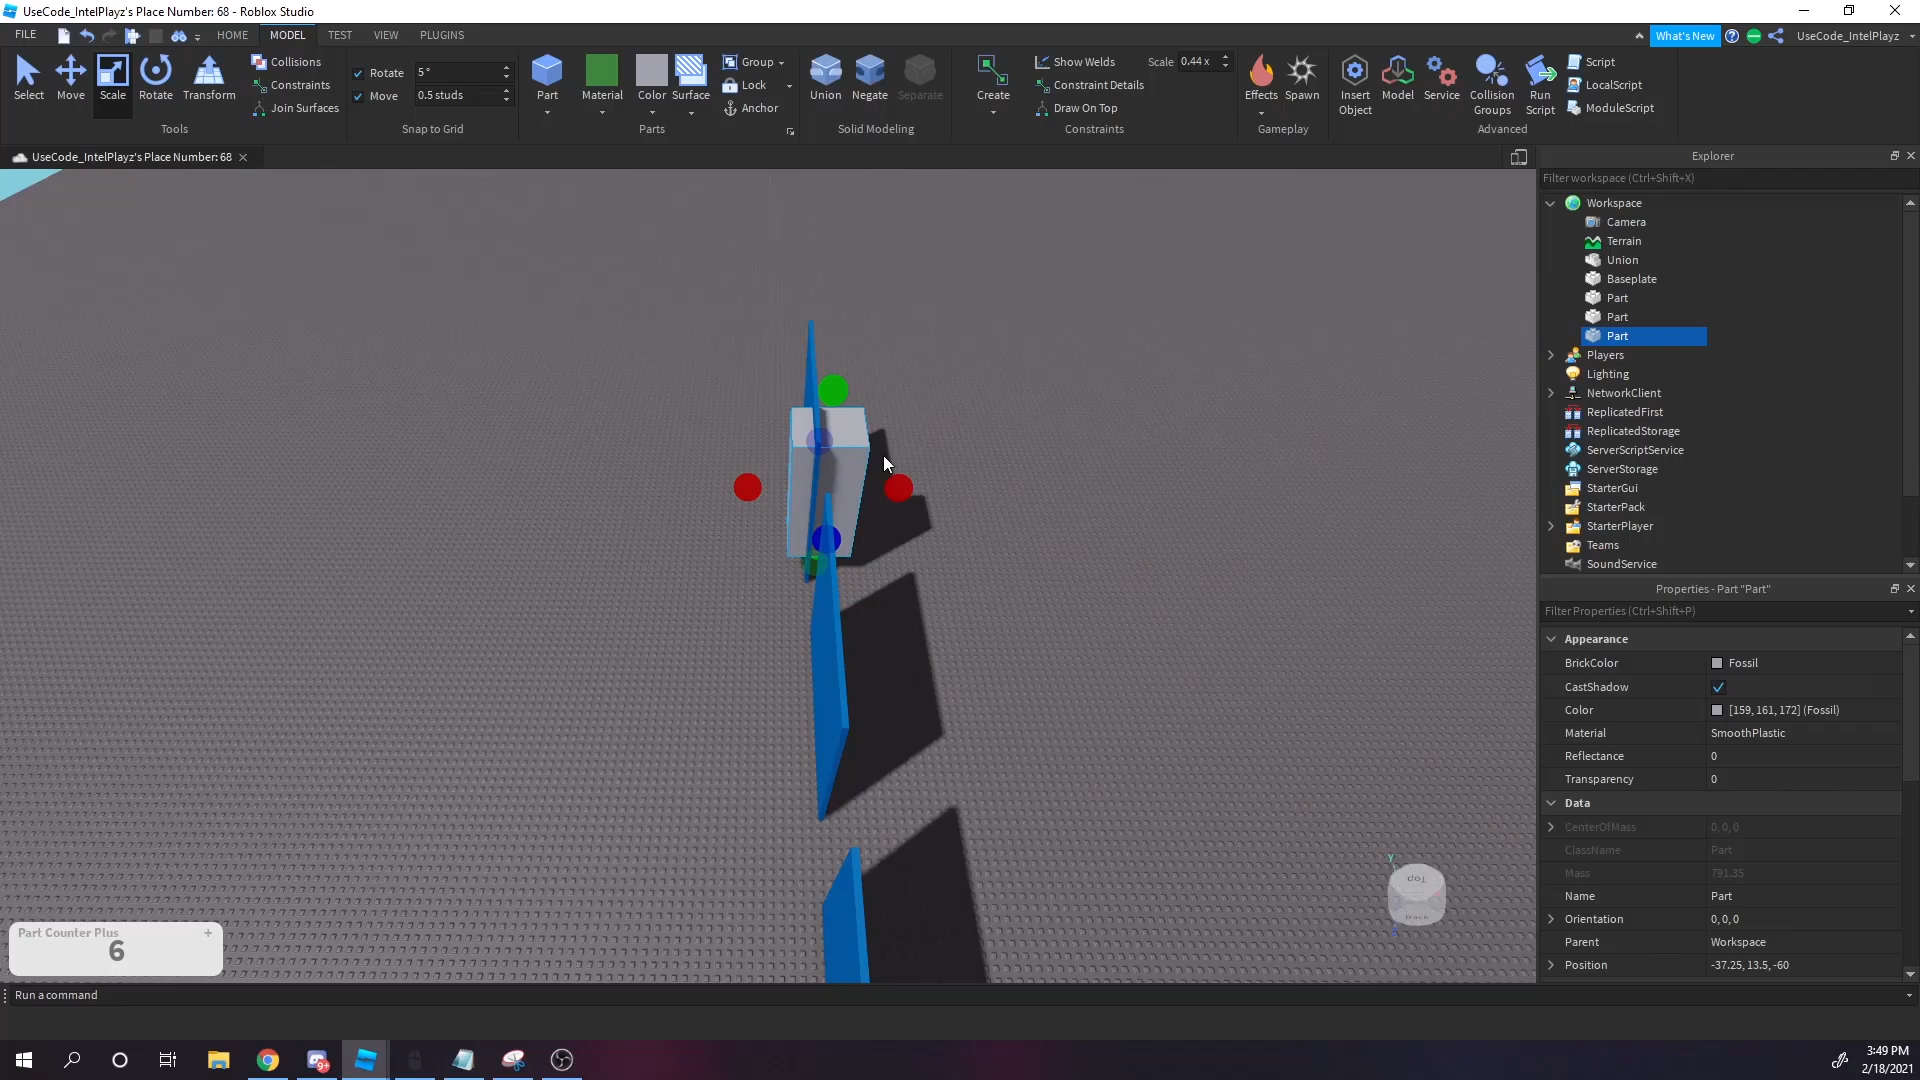 UseCode_IntelPlayz's Place Number: 68 - Roblox Studio
FILE HOME MODEL TEST VIEW PLUGINS What's New UseCode_IntelPlayz
Select Move Scale Rotate Transform
Collisions
Constraints
Join Surfaces
Tools
Rotate 5 °
Move 0.5 studs
Snap to Grid
Part Material Color Surface
Group
Lock
Anchor
Parts
Union Negate Separate
Solid Modeling
Create
Show Welds
Constraint Details
Draw On Top
Scale 0.44 x
Constraints
Effects Spawn
Gameplay
Insert Object Model Service Collision Groups Run Script
Script
LocalScript
ModuleScript
Advanced
UseCode_IntelPlayz's Place Number: 68
Explorer
Filter workspace (Ctrl+Shift+X)
Workspace
Camera
Terrain
Union
Baseplate
Part
Part
Part
Players
Lighting
NetworkClient
ReplicatedFirst
ReplicatedStorage
ServerScriptService
ServerStorage
StarterGui
StarterPack
StarterPlayer
Teams
SoundService
Properties - Part "Part"
Filter Properties (Ctrl+Shift+P)
Appearance
BrickColor Fossil
CastShadow
Color [159, 161, 172] (Fossil)
Material SmoothPlastic
Reflectance 0
Transparency 0
Data
CenterOfMass 0, 0, 0
ClassName Part
Mass 791.35
Name Part
Orientation 0, 0, 0
Parent Workspace
Position -37.25, 13.5, -60
Y
Top
Back
Part Counter Plus +
6
Run a command
9+
3:49 PM
2/18/2021